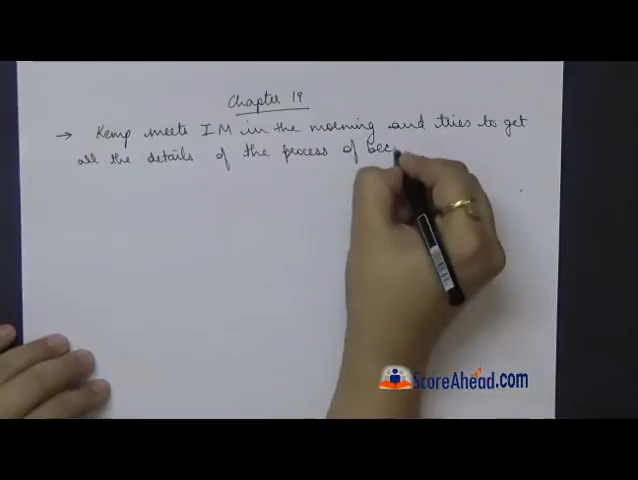 Chapter 19
→ Kemp meets IM in the morning and tries to get
all the details of the process of bec
ScoreAhead.com